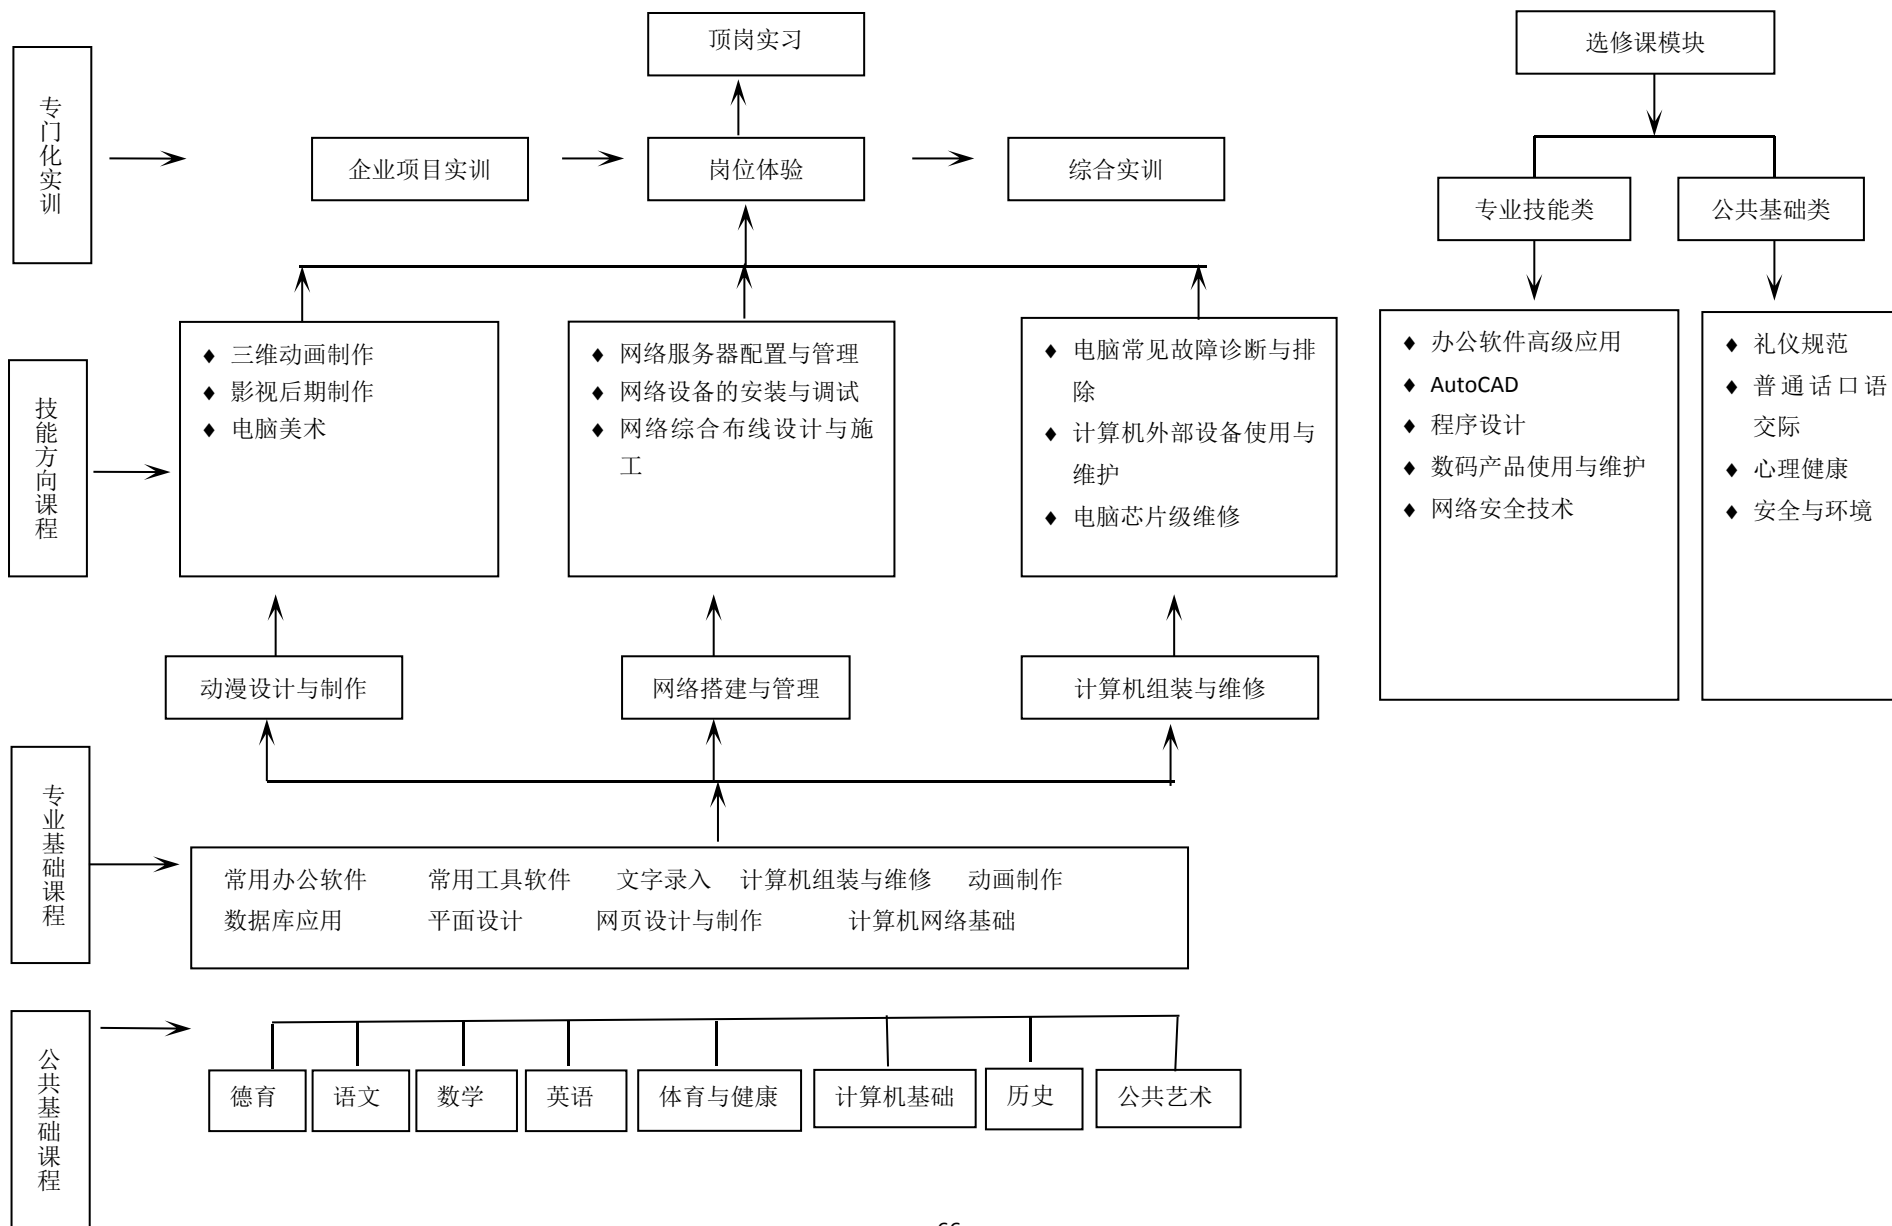 顶岗实习
选修课模块
专门化实训
企业项目实训
岗位体验
综合实训
专业技能类
公共基础类
技能方向课程
♦ 三维动画制作
♦ 影视后期制作
♦ 电脑美术
♦ 网络服务器配置与管理
♦ 网络设备的安装与调试
♦ 网络综合布线设计与施
工
♦ 电脑常见故障诊断与排
除
♦ 计算机外部设备使用与
维护
♦ 电脑芯片级维修
♦ 办公软件高级应用
♦ AutoCAD
♦ 程序设计
♦ 数码产品使用与维护
♦ 网络安全技术
♦ 礼仪规范
♦ 普通话口语
交际
♦ 心理健康
♦ 安全与环境
动漫设计与制作
网络搭建与管理
计算机组装与维修
专业基础课程
常用办公软件 常用工具软件 文字录入 计算机组装与维修 动画制作
数据库应用 平面设计 网页设计与制作 计算机网络基础
公共基础课程
德育
语文
数学
英语
体育与健康
计算机基础
历史
公共艺术